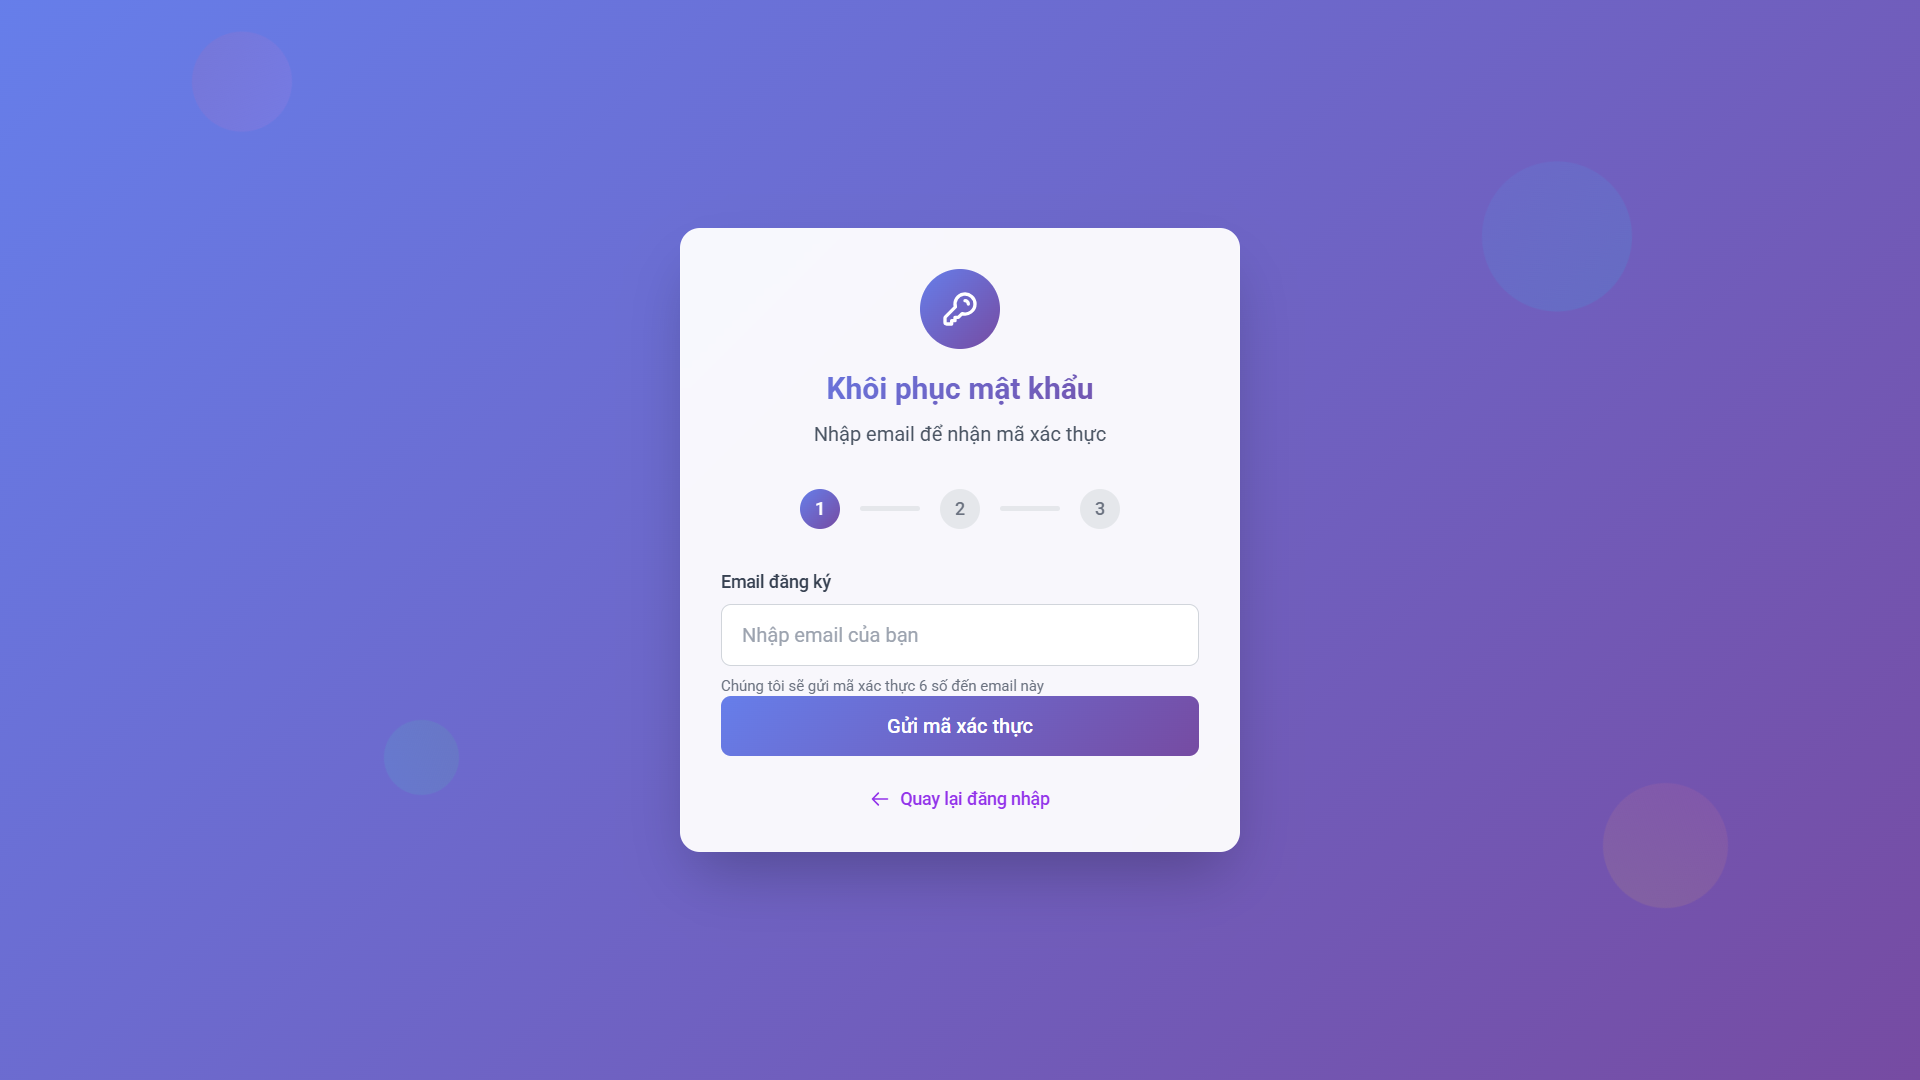 Khôi phục mật khẩu
Nhập email để nhận mã xác thực
1 2 3
Email đăng ký
Nhập email của bạn
Chúng tôi sẽ gửi mã xác thực 6 số đến email này
Gửi mã xác thực
Quay lại đăng nhập